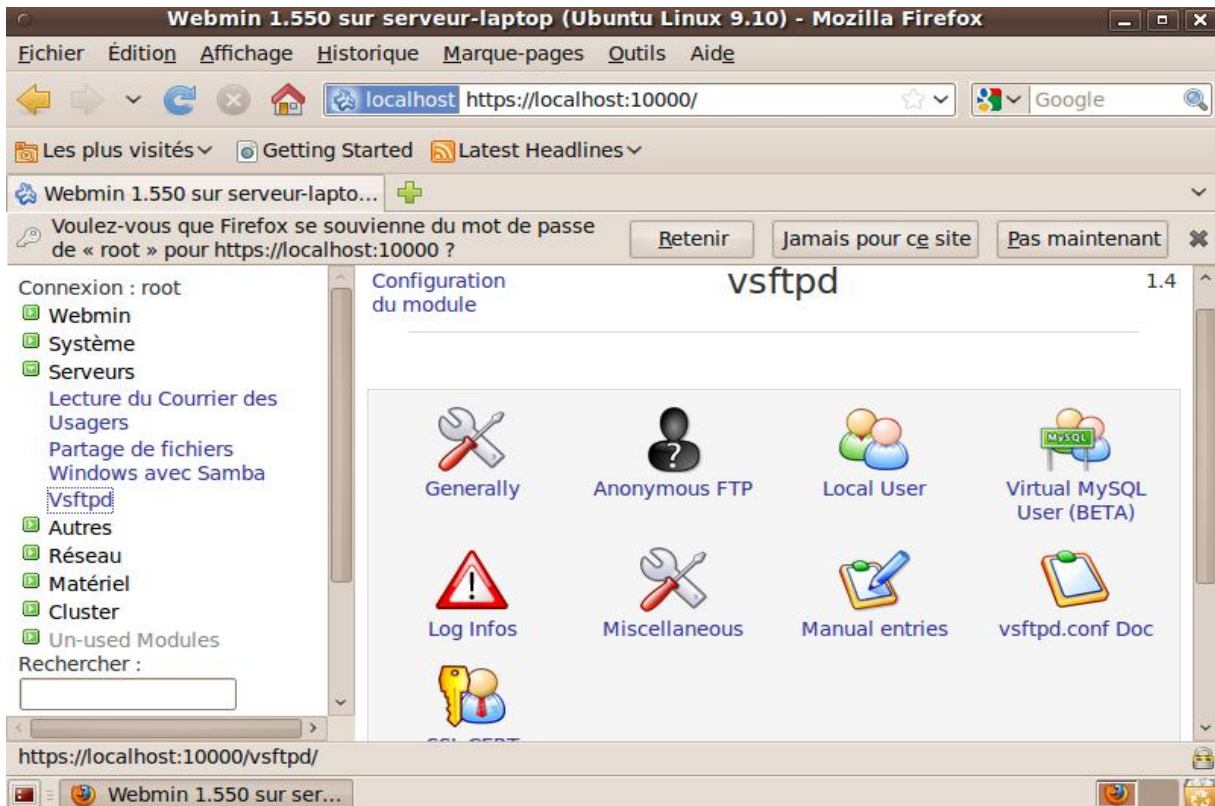 Webmin 1.550 sur serveur-laptop (Ubuntu Linux 9.10) - Mozilla Firefox
Fichier Édition Affichage Historique Marque-pages Outils Aide
localhost https://localhost:10000/ Google
Les plus visités Getting Started Latest Headlines
Webmin 1.550 sur serveur-lapto...
Voulez-vous que Firefox se souvienne du mot de passe
de « root » pour https://localhost:10000 ?
Retenir Jamais pour ce site Pas maintenant
Connexion : root
Webmin
Système
Serveurs
Lecture du Courrier des
Usagers
Partage de fichiers
Windows avec Samba
Vsftpd
Autres
Réseau
Matériel
Cluster
Un-used Modules
Rechercher :
Configuration
du module
vsftpd
1.4
Generally
Anonymous FTP
Local User
MySQL
Virtual MySQL
User (BETA)
Log Infos
Miscellaneous
Manual entries
vsftpd.conf Doc
SSL CERT
https://localhost:10000/vsftpd/
Webmin 1.550 sur ser...